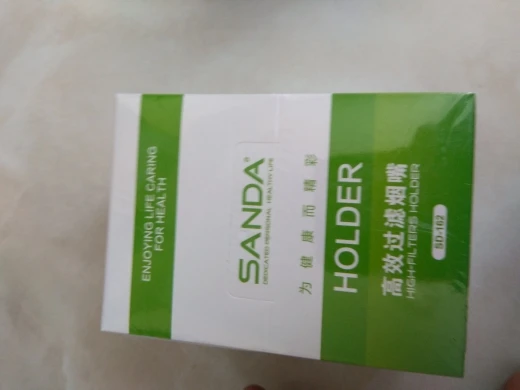 ENJOYING LIFE CARING
FOR HEALTH
SANDA®
DEDICATED PERSONAL HEALTHY LIFE
为健康而精彩
HOLDER
高效过滤烟嘴
HIGH-FILTERS HOLDER
SD-162